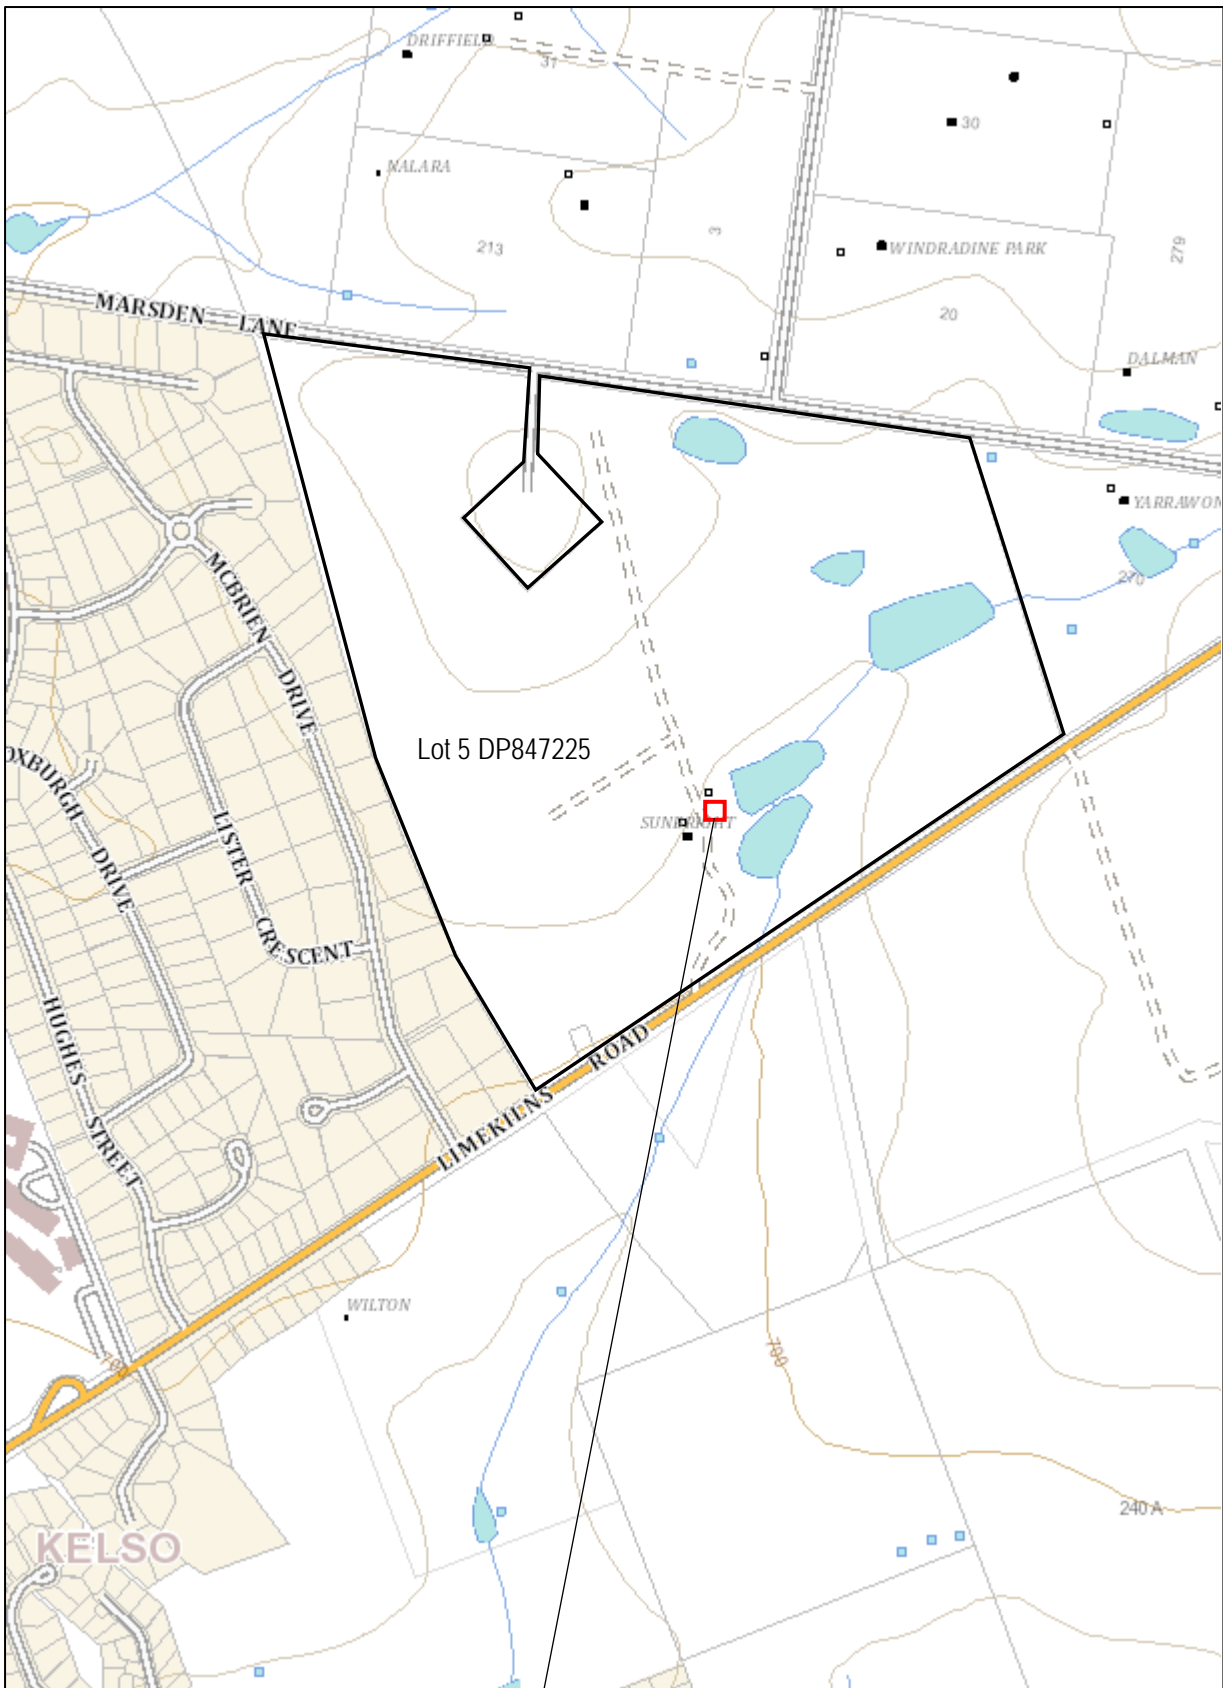 DRIFFIELD
31
30
NALARA
213
3
WINDRADINE PARK
279
20
MARSDEN LANE
DALMAN
YARRAWON
270
MCBRIEN DRIVE
Lot 5 DP847225
OXBURGH DRIVE
LISTER CRESCENT
HUGHES STREET
LIMEKILNS ROAD
WILTON
700
700
240 A
KELSO